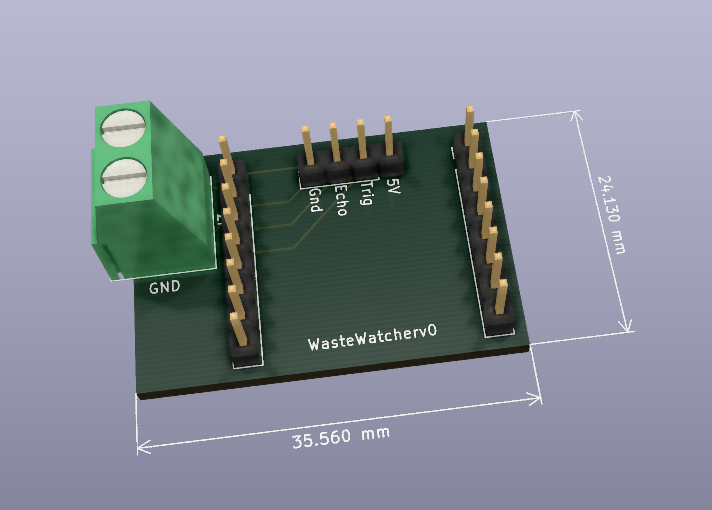 Gnd
Echo
Trig
5V
GND
WasteWatcherv0
24.130 mm
35.560 mm